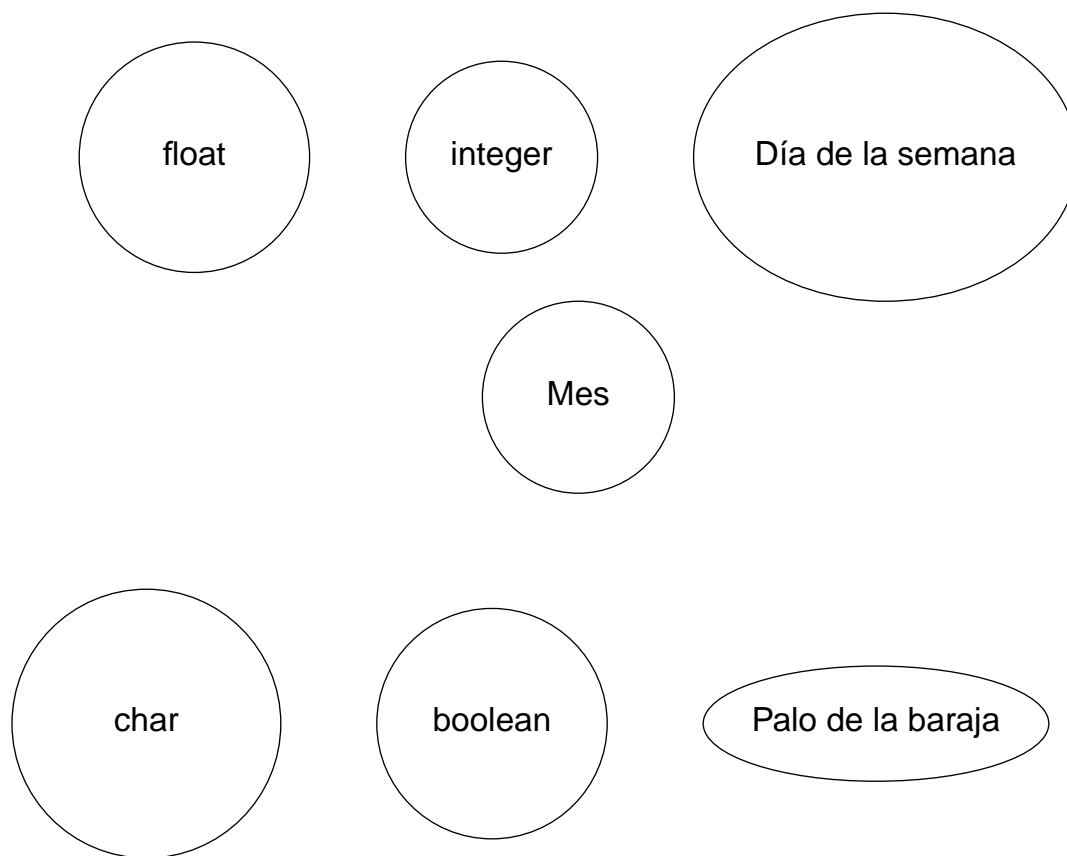 float
integer
Día de la semana
Mes
char
boolean
Palo de la baraja